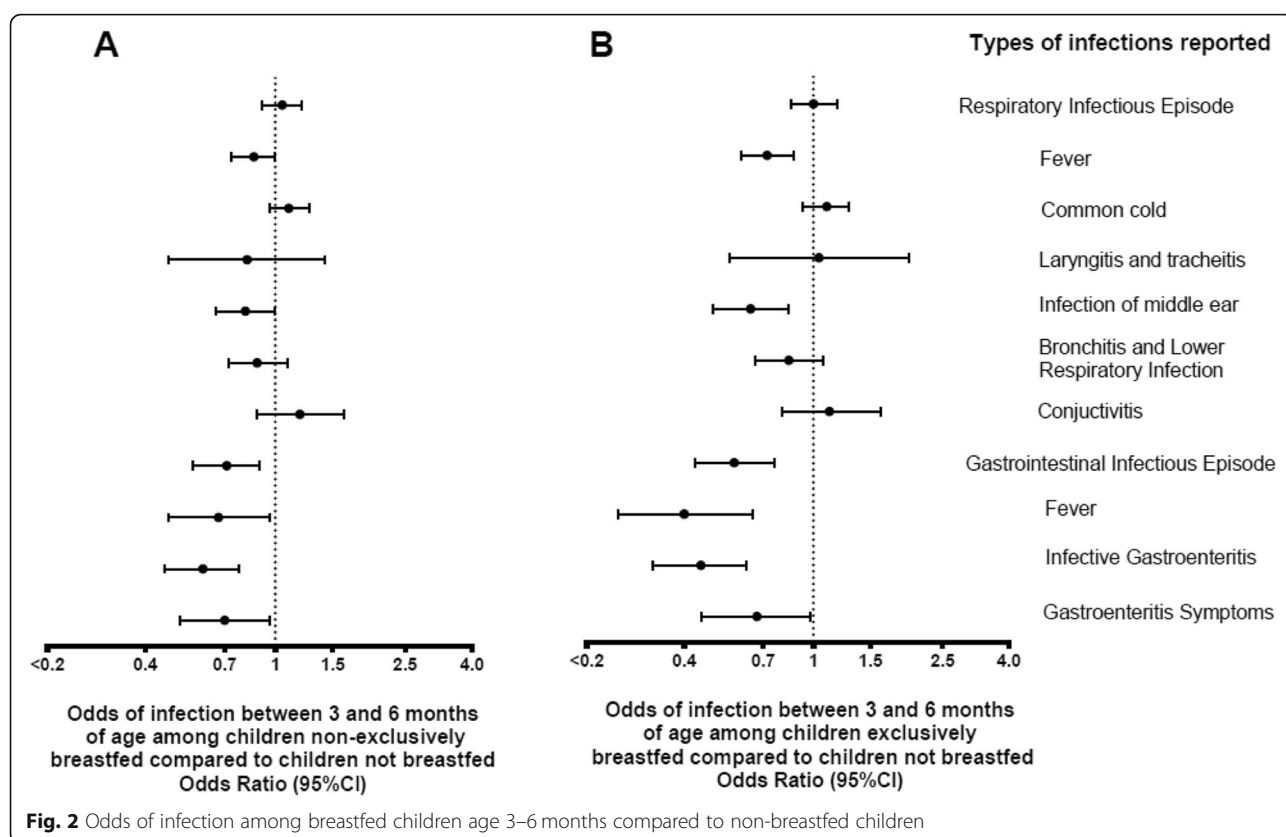 A
B
Types of infections reported
Respiratory Infectious Episode
Fever
Common cold
Laryngitis and tracheitis
Infection of middle ear
Bronchitis and Lower
Respiratory Infection
Conjuctivitis
Gastrointestinal Infectious Episode
Fever
Infective Gastroenteritis
Gastroenteritis Symptoms
<0.2 0.4 0.7 1 1.5 2.5 4.0
<0.2 0.4 0.7 1 1.5 2.5 4.0
Odds of infection between 3 and 6 months
of age among children non-exclusively
breastfed compared to children not breastfed
Odds Ratio (95%CI)
Odds of infection between 3 and 6 months
of age among children exclusively
breastfed compared to children not breastfed
Odds Ratio (95%CI)
Fig. 2 Odds of infection among breastfed children age 3–6 months compared to non-breastfed children